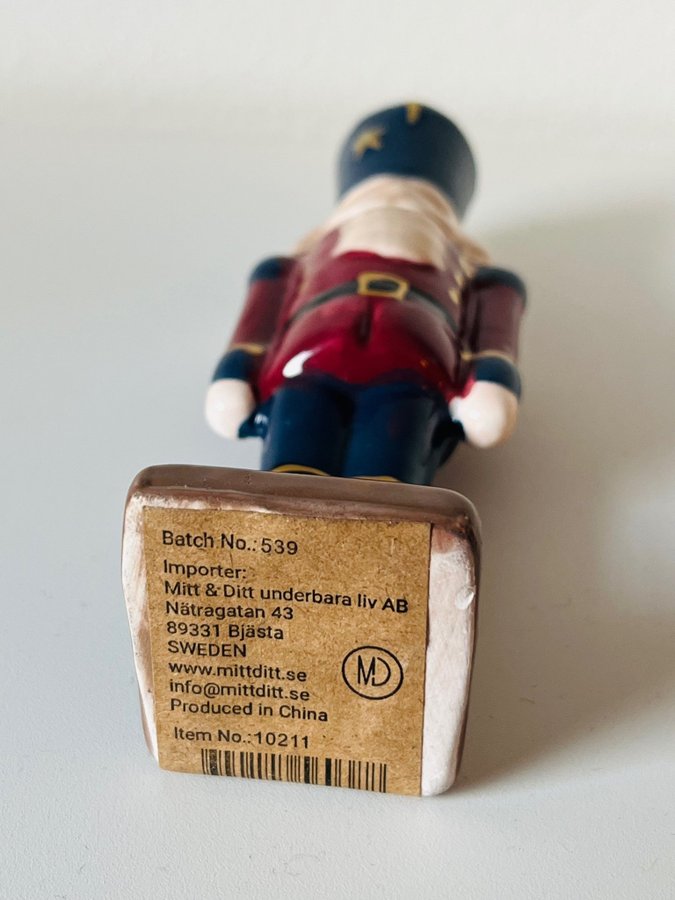 Batch No.: 539
Importer:
Mitt & Ditt underbara liv AB
Nätragatan 43
89331 Bjästa
SWEDEN
www.mittditt.se
info@mittditt.se
Produced in China
MD
Item No.:10211